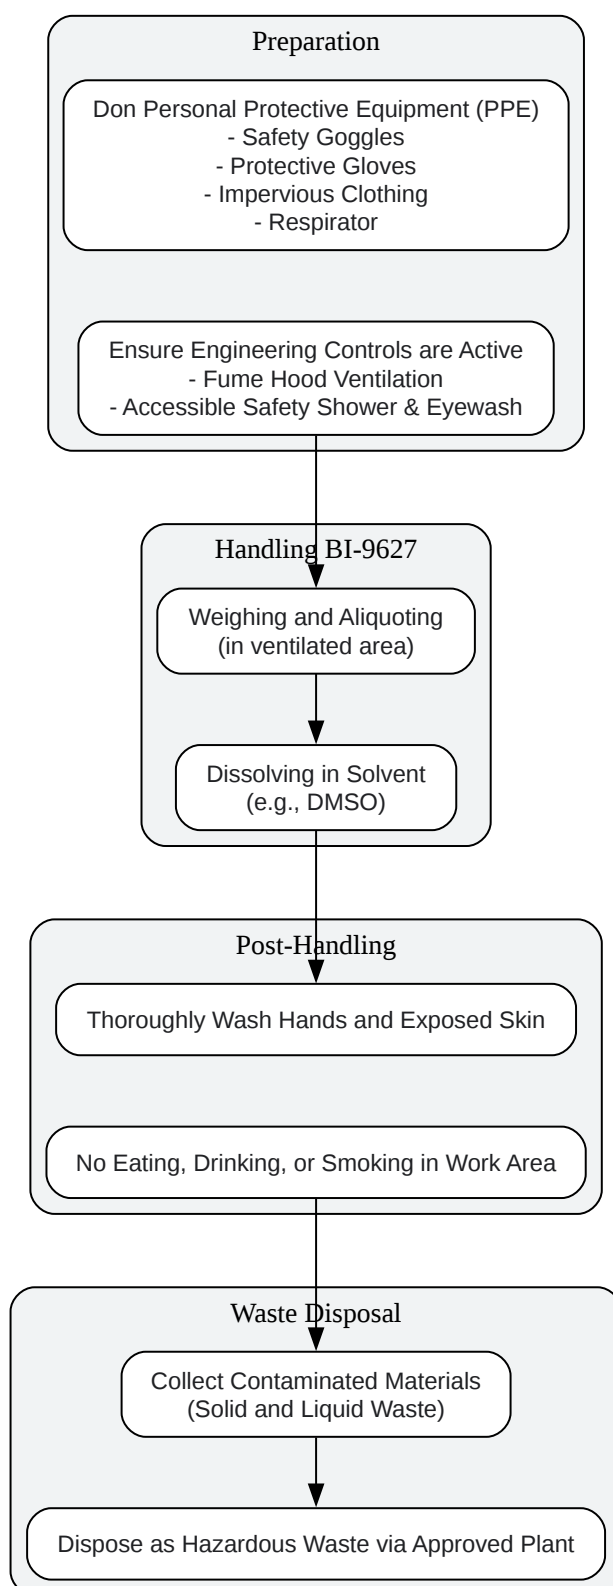 Preparation
Don Personal Protective Equipment (PPE)
- Safety Goggles
- Protective Gloves
- Impervious Clothing
- Respirator
Ensure Engineering Controls are Active
- Fume Hood Ventilation
- Accessible Safety Shower & Eyewash
Handling BI-9627
Weighing and Aliquoting
(in ventilated area)
Dissolving in Solvent
(e.g., DMSO)
Post-Handling
Thoroughly Wash Hands and Exposed Skin
No Eating, Drinking, or Smoking in Work Area
Waste Disposal
Collect Contaminated Materials
(Solid and Liquid Waste)
Dispose as Hazardous Waste via Approved Plant